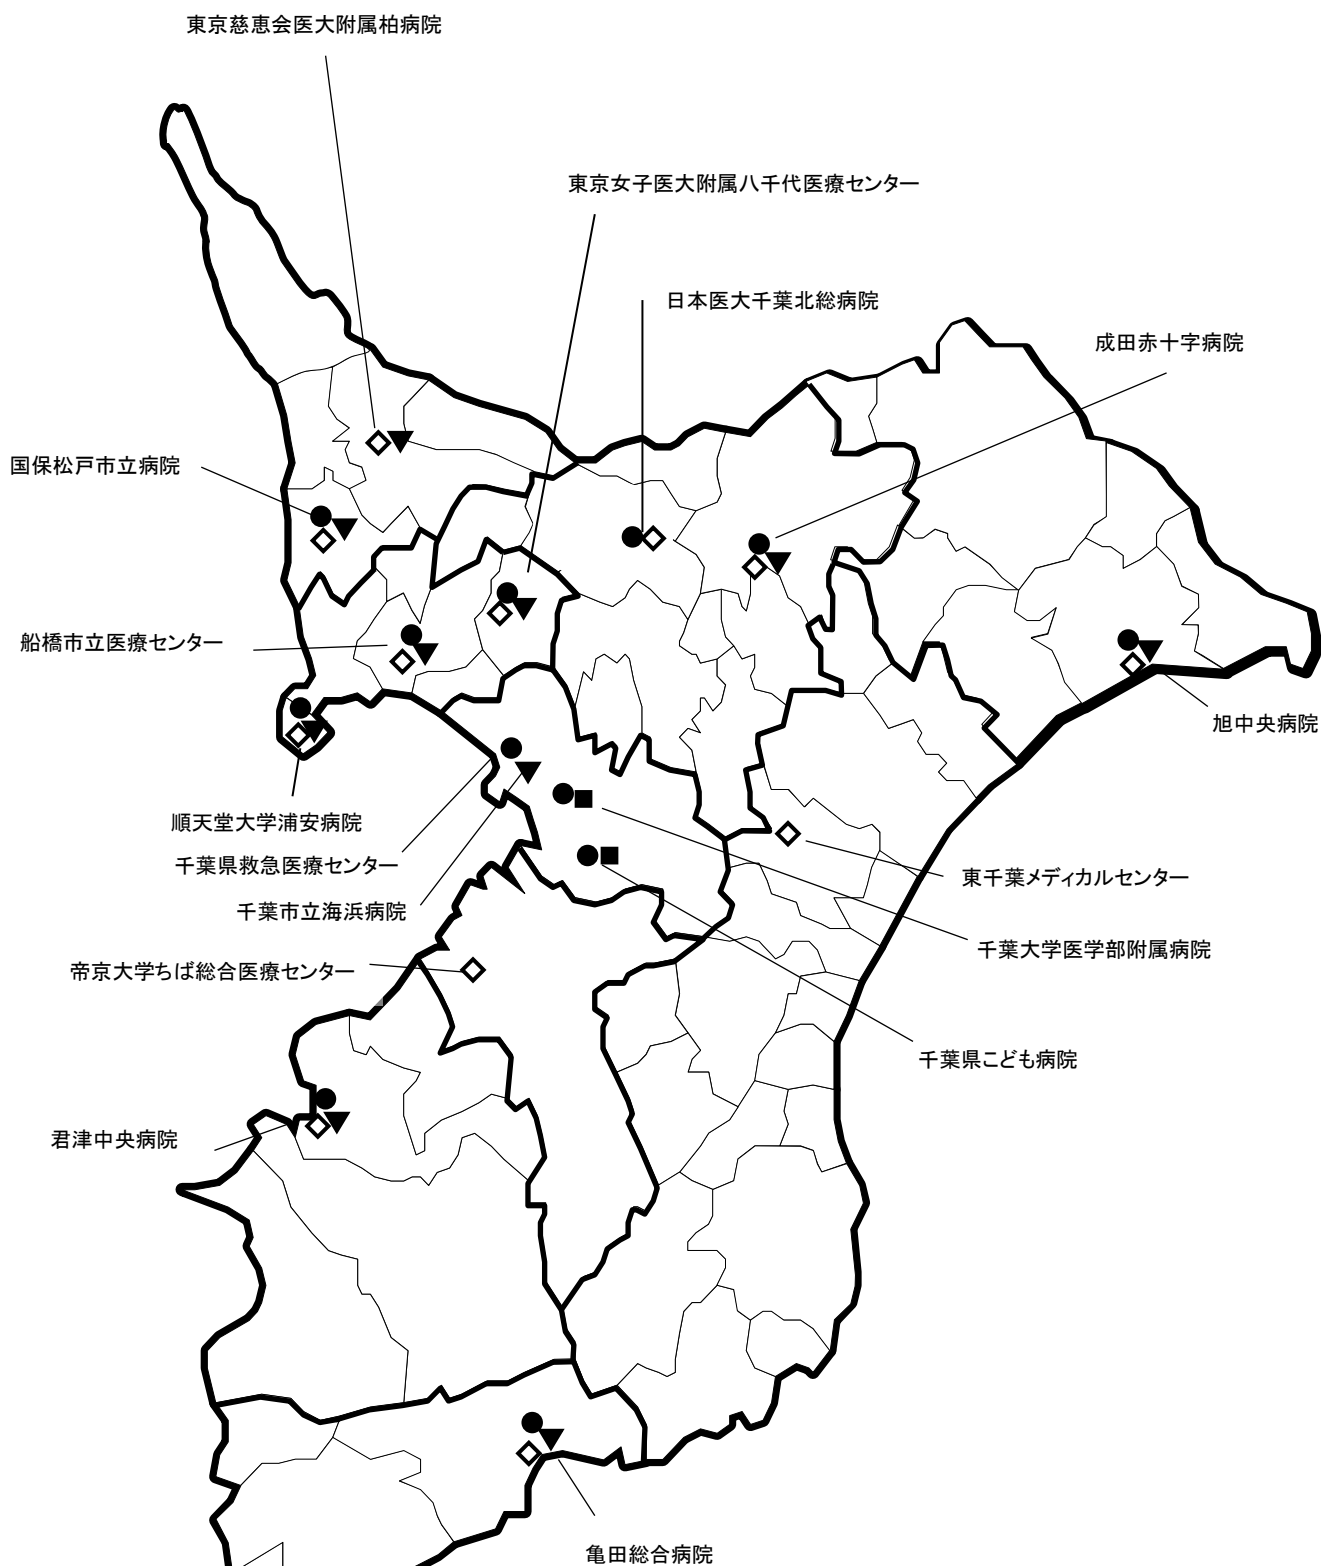 東京慈恵会医大附属柏病院
東京女子医大附属八千代医療センター
日本医大千葉北総病院
成田赤十字病院
国保松戸市立病院
船橋市立医療センター
旭中央病院
順天堂大学浦安病院
千葉県救急医療センター
東千葉メディカルセンター
千葉市立海浜病院
千葉大学医学部附属病院
帝京大学ちば総合医療センター
千葉県こども病院
君津中央病院
亀田総合病院